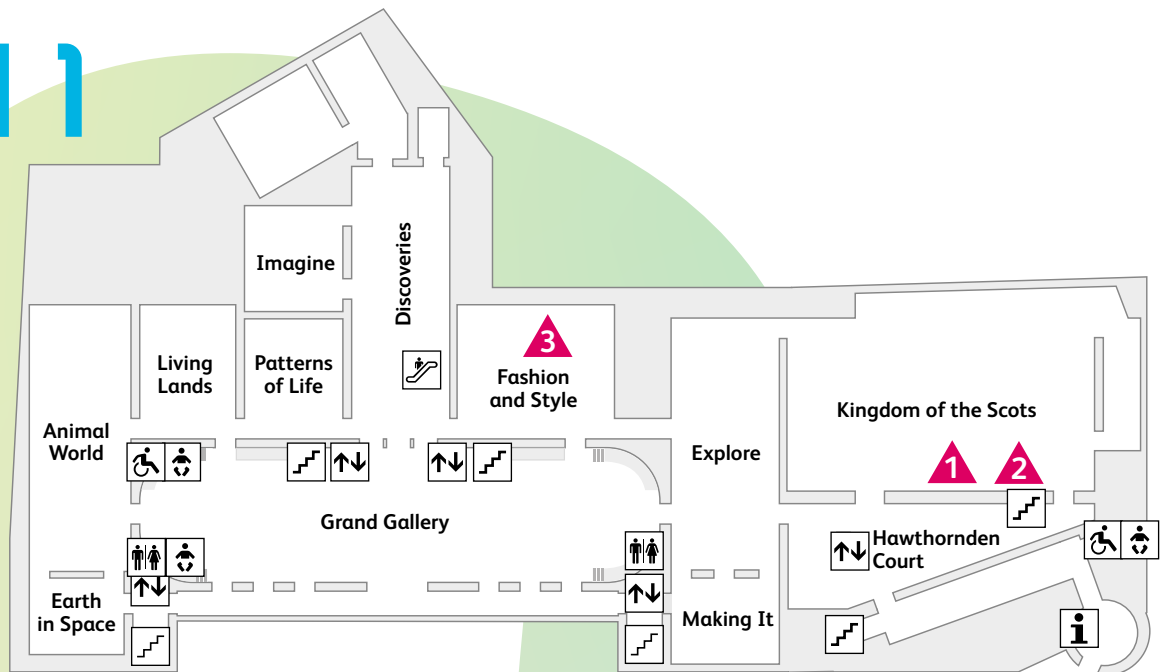 1
Imagine
Discoveries
3
Fashion
and Style
Living
Lands
Patterns
of Life
Animal
World
Kingdom of the Scots
1
2
Explore
Grand Gallery
Hawthornden
Court
Earth
in Space
Making It
i